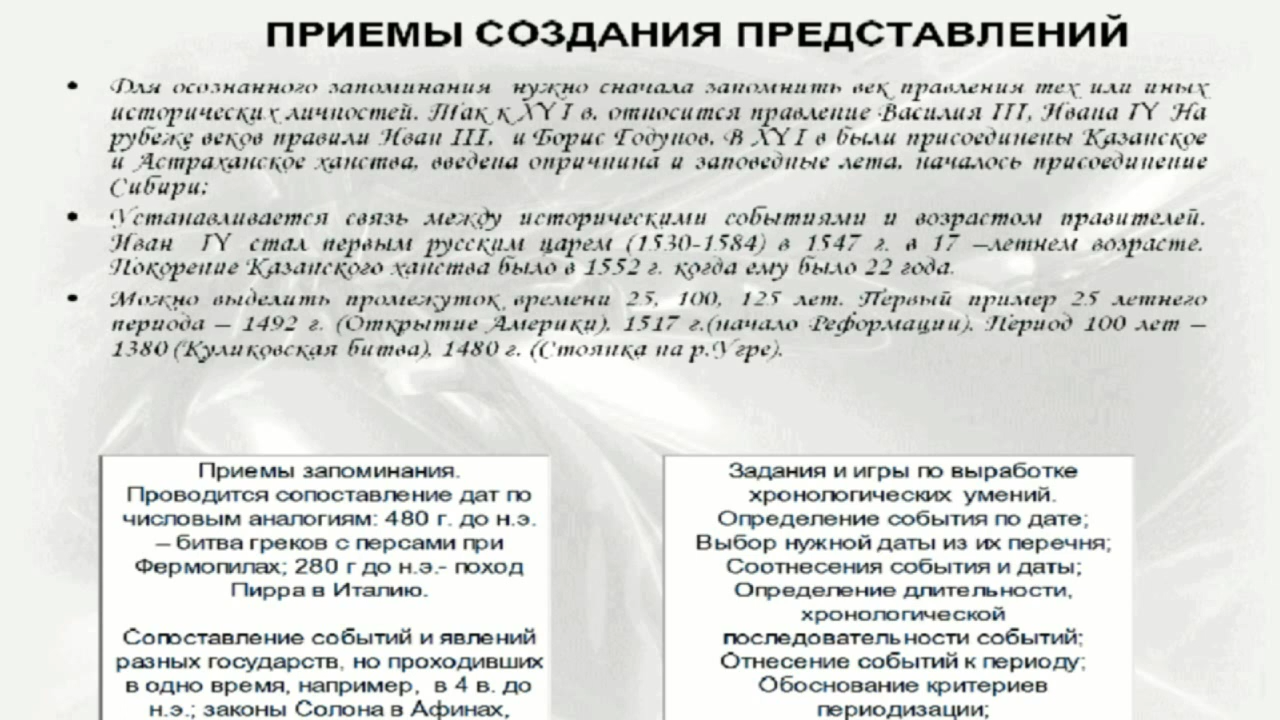 ПРИЕМЫ СОЗДАНИЯ ПРЕДСТАВЛЕНИЙ
• Для осознанного запоминания нужно сначала запомнить век правления тех или иных
исторических личностей. Так к XYI в. относится правление Василия III, Ивана IY На
рубеже веков правили Иван III, и Борис Годунов. В XYI в были присоединены Казанское
и Астраханское ханства, введена опричнина и заповедные лета, началось присоединение
Сибири;
• Устанавливается связь между историческими событиями и возрастом правителей.
Иван IY стал первым русским царем (1530-1584) в 1547 г. в 17 –летнем возрасте.
Покорение Казанского ханства было в 1552 г. когда ему было 22 года.
• Можно выделить промежуток времени 25, 100, 125 лет. Первый пример 25 летнего
периода – 1492 г. (Открытие Америки), 1517 г.(начало Реформации). Период 100 лет –
1380 (Куликовская битва), 1480 г. (Стоянка на р.Угре).
Приемы запоминания.
Проводится сопоставление дат по
числовым аналогиям: 480 г. до н.э.
– битва греков с персами при
Фермопилах; 280 г до н.э.- поход
Пирра в Италию.
Сопоставление событий и явлений
разных государств, но проходивших
в одно время, например, в 4 в. до
н.э.; законы Солона в Афинах,
Задания и игры по выработке
хронологических умений.
Определение события по дате;
Выбор нужной даты из их перечня;
Соотнесения события и даты;
Определение длительности,
хронологической
последовательности событий;
Отнесение событий к периоду;
Обоснование критериев
периодизации;